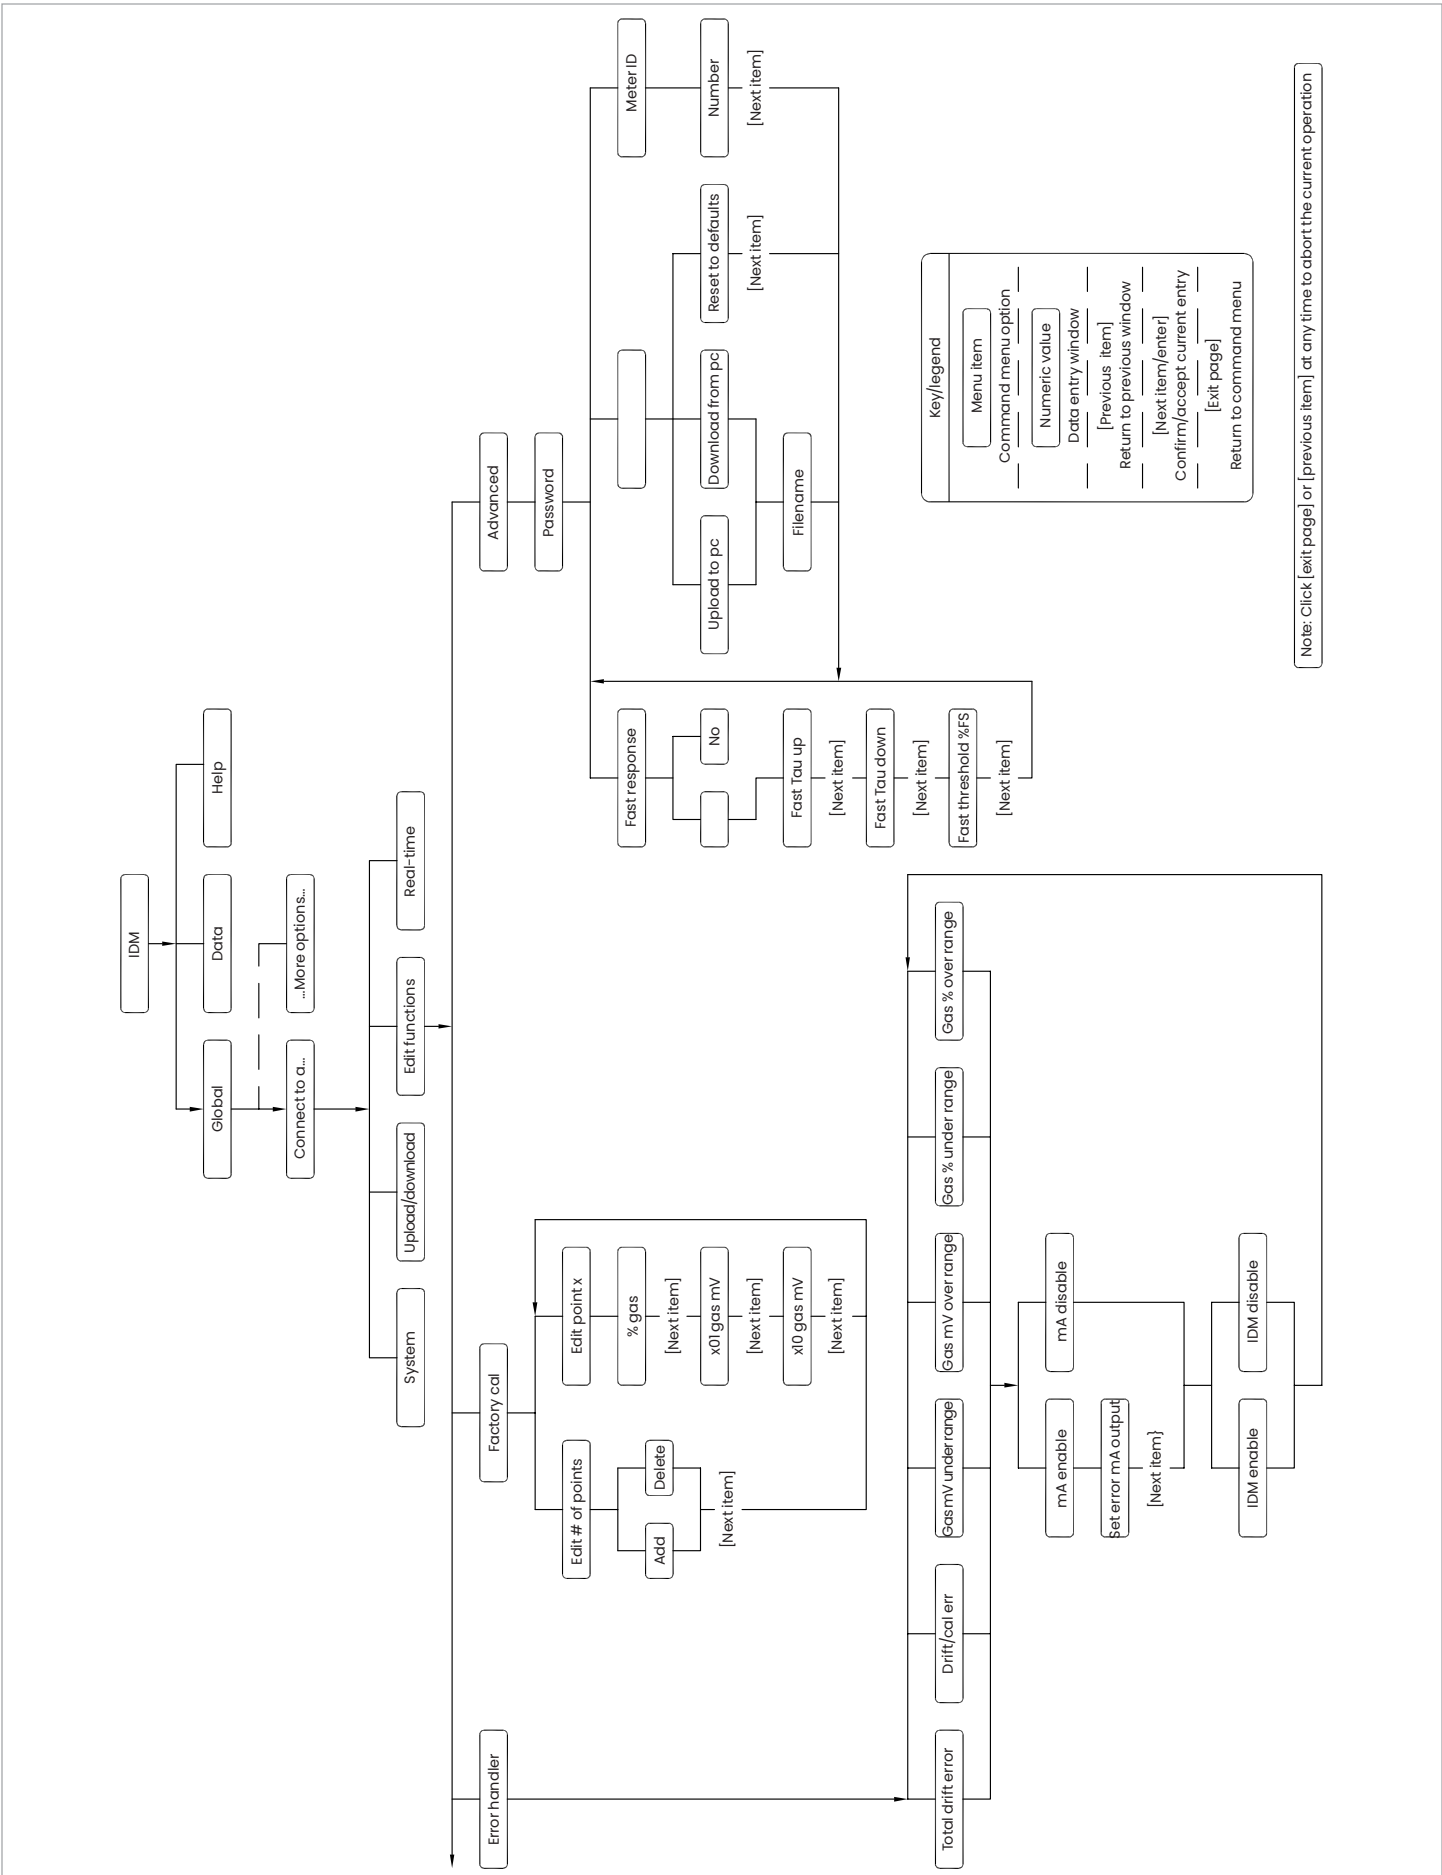 IDM
Global
Data
Help
Connect to a...
...More options...
System
Upload/download
Edit functions
Real-time
Error handler
Factory cal
Advanced
Password
Edit # of points
Edit point x
Add
Delete
[Next item]
% gas
[Next item]
x01 gas mV
[Next item]
x10 gas mV
[Next item]
Fast response
Meter ID
No
Upload to pc
Download from pc
Reset to defaults
Number
[Next item]
[Next item]
Fast Tau up
[Next item]
Fast Tau down
[Next item]
Fast threshold %FS
[Next item]
Filename
Total drift error
Drift/cal err
Gas mV under range
Gas mV over range
Gas % under range
Gas % over range
mA enable
mA disable
Set error mA output
[Next item}
IDM enable
IDM disable
Key/legend
Menu item
Command menu option
Numeric value
Data entry window
[Previous item]
Return to previous window
[Next item/enter]
Confirm/accept current entry
[Exit page]
Return to command menu
Note: Click [exit page] or [previous item] at any time to abort the current operation